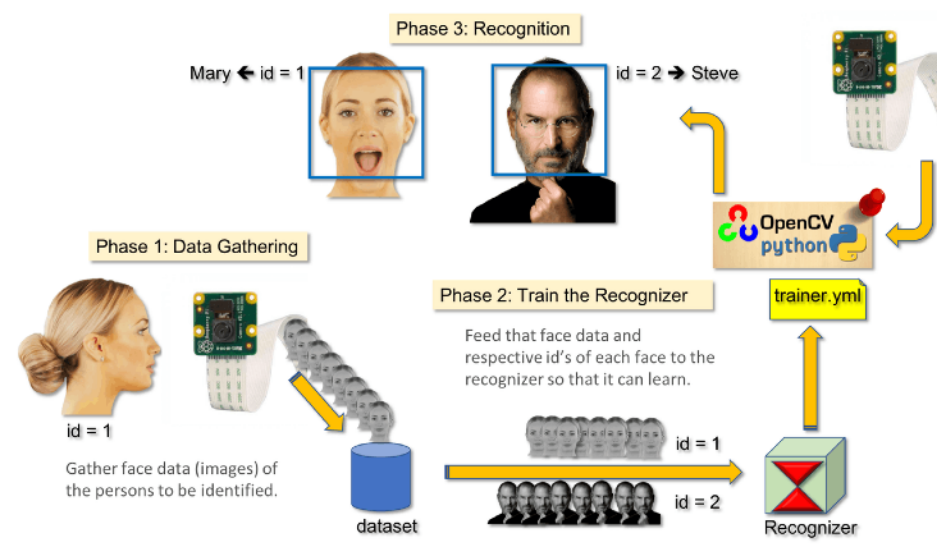 Phase 3: Recognition
Mary ← id = 1
id = 2 → Steve
OpenCV
python
Phase 1: Data Gathering
Phase 2: Train the Recognizer
trainer.yml
Feed that face data and
respective id's of each face to the
recognizer so that it can learn.
id = 1
Gather face data (images) of
the persons to be identified.
dataset
id = 1
id = 2
Recognizer